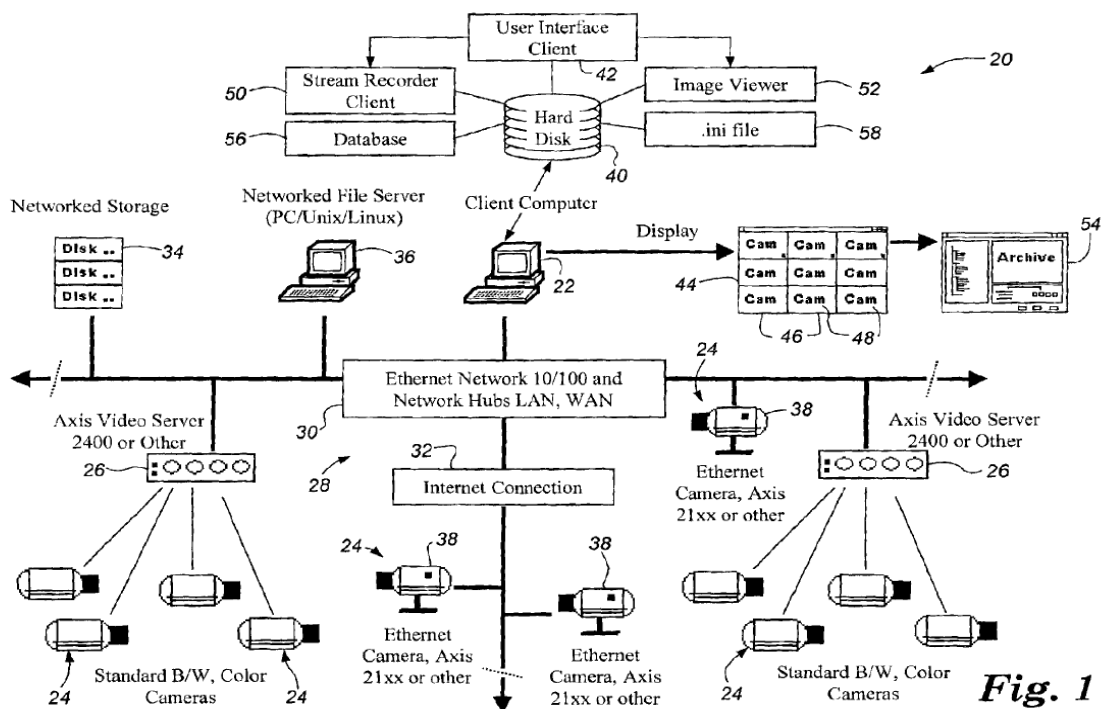 User Interface
Client
42
20
50
Stream Recorder
Client
Image Viewer
52
Hard
Disk
56
Database
.ini file
58
40
Networked Storage
Networked File Server
(PC/Unix/Linux)
Client Computer
Disk ..
Disk ..
Disk ..
34
36
22
Display
44
Cam Cam Cam
Cam Cam Cam
Cam Cam Cam
46
48
Archive
54
Ethernet Network 10/100 and
Network Hubs LAN, WAN
30
24
38
Axis Video Server
2400 or Other
26
28
32
Internet Connection
Ethernet
Camera, Axis
21xx or other
Axis Video Server
2400 or Other
26
24
38
38
Ethernet
Camera, Axis
21xx or other
Ethernet
Camera, Axis
21xx or other
24
Standard B/W, Color
Cameras
24
24
Standard B/W, Color
Cameras
Fig. 1